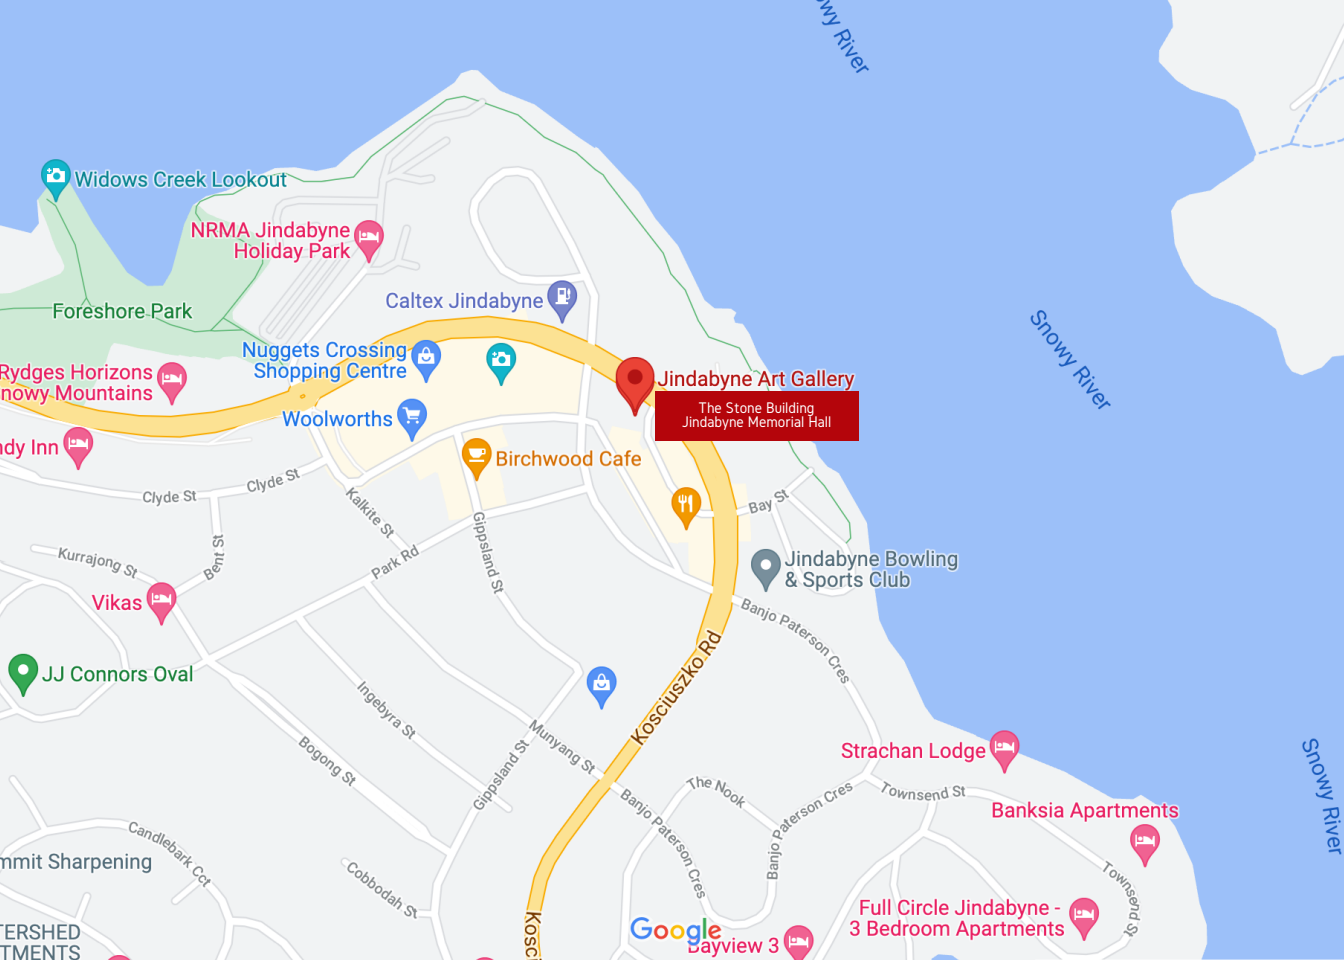 owy River
Widows Creek Lookout
NRMA Jindabyne
Holiday Park
Caltex Jindabyne
Foreshore Park
Snowy River
Nuggets Crossing
Shopping Centre
Rydges Horizons
nowy Mountains
Jindabyne Art Gallery
The Stone Building
Jindabyne Memorial Hall
Woolworths
ndy Inn
Birchwood Cafe
Clyde St
Clyde St
Kalkite St
Bay St
Gippsland St
Kurrajong St
Bent St
Park Rd
Jindabyne Bowling
& Sports Club
Vikas
Banjo Paterson Cres
JJ Connors Oval
Kosciuszko Rd
Ingebyra St
Bogong St
Munyang St
Gippsland St
Strachan Lodge
Snowy River
The Nook
Townsend St
Banjo Paterson Cres
Banjo Paterson Cres
Banksia Apartments
Candlebark Cct
mmit Sharpening
Cobbodah St
Townsend St
Full Circle Jindabyne -
3 Bedroom Apartments
TERSHED
TMENTS
Kosci
Google
Bayview 3